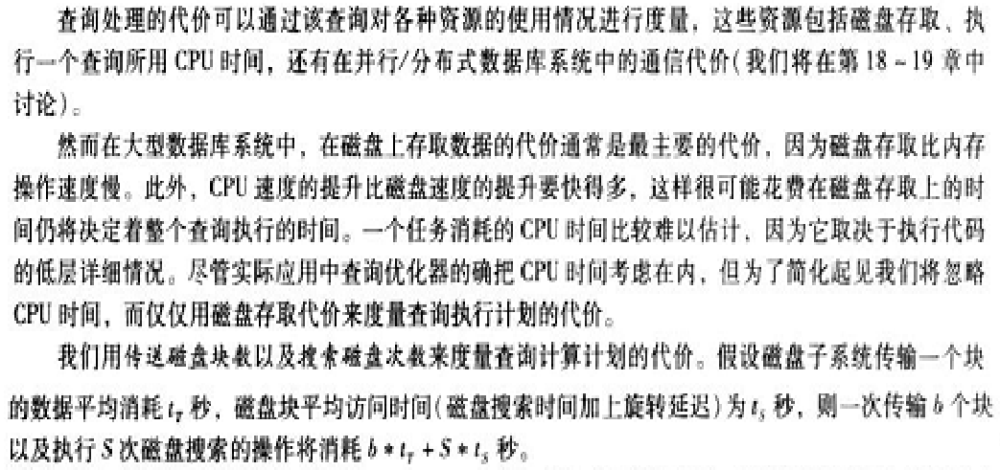 查询处理的代价可以通过该查询对各种资源的使用情况进行度量，这些资源包括磁盘存取、执
行一个查询所用 CPU 时间，还有在并行/分布式数据库系统中的通信代价(我们将在第 18 ~ 19 章中
讨论)。
然而在大型数据库系统中，在磁盘上存取数据的代价通常是最主要的代价，因为磁盘存取比内存
操作速度慢。此外，CPU 速度的提升比磁盘速度的提升要快得多，这样很可能花费在磁盘存取上的时
间仍将决定着整个查询执行的时间。一个任务消耗的 CPU 时间比较难以估计，因为它取决于执行代码
的低层详细情况。尽管实际应用中查询优化器的确把 CPU 时间考虑在内，但为了简化起见我们将忽略
CPU 时间，而仅仅用磁盘存取代价来度量查询执行计划的代价。
我们用传送磁盘块数以及搜索磁盘次数来度量查询计算计划的代价。假设磁盘子系统传输一个块
的数据平均消耗 t_T 秒，磁盘块平均访问时间(磁盘搜索时间加上旋转延迟)为 t_S 秒，则一次传输 b 个块
以及执行 S 次磁盘搜索的操作将消耗 b * t_T + S * t_S 秒。